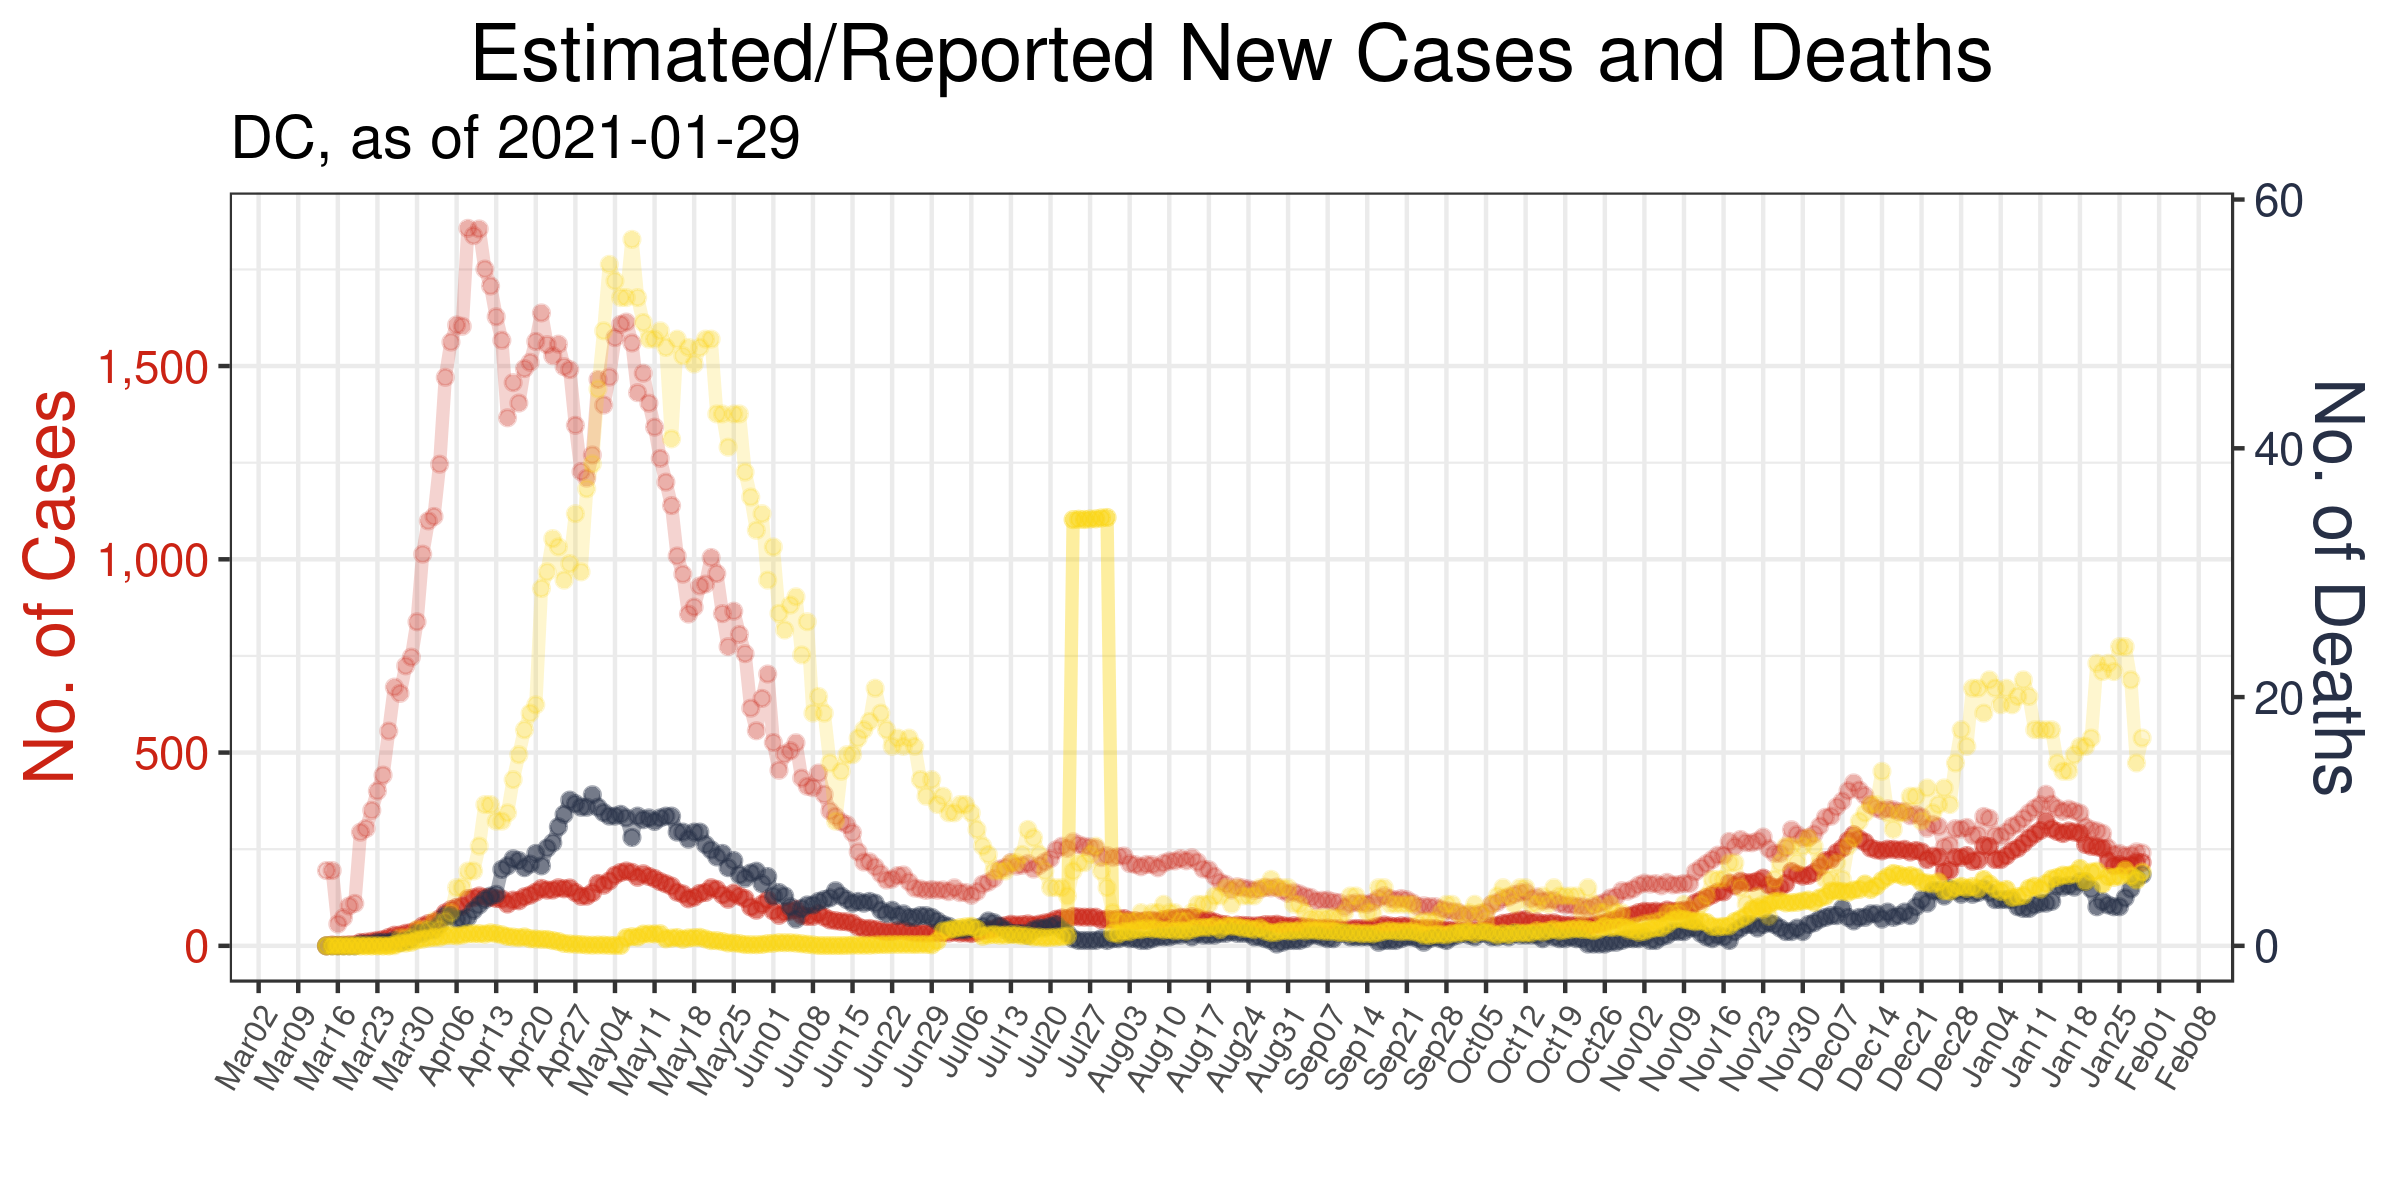 Estimated/Reported New Cases and Deaths
DC, as of 2021-01-29
No. of Cases
1,500
1,000
500
0
60
40
20
0
No. of Deaths
Mar02
Mar09
Mar16
Mar23
Mar30
Apr06
Apr13
Apr20
Apr27
May04
May11
May18
May25
Jun01
Jun08
Jun15
Jun22
Jun29
Jul06
Jul13
Jul20
Jul27
Aug03
Aug10
Aug17
Aug24
Aug31
Sep07
Sep14
Sep21
Sep28
Oct05
Oct12
Oct19
Oct26
Nov02
Nov09
Nov16
Nov23
Nov30
Dec07
Dec14
Dec21
Dec28
Jan04
Jan11
Jan18
Jan25
Feb01
Feb08